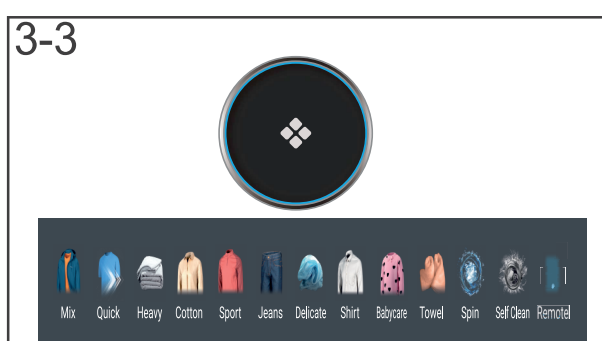 3-3
Mix Quick Heavy Cotton Sport Jeans Delicate Shirt Babycare Towel Spin Self Clean Remote